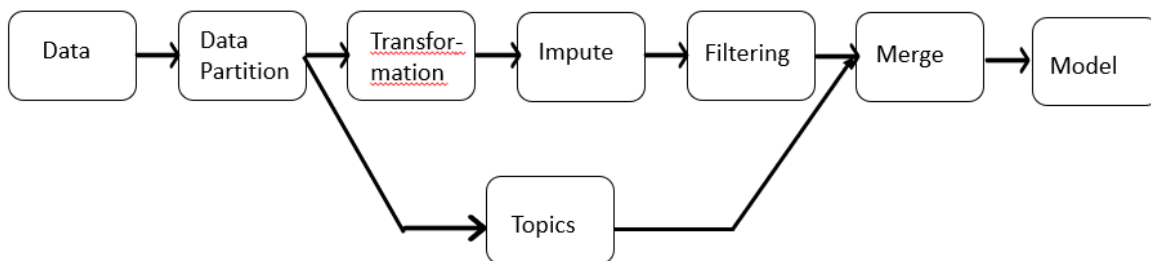 Data
Data
Partition
Transfor-
mation
Impute
Filtering
Merge
Model
Topics